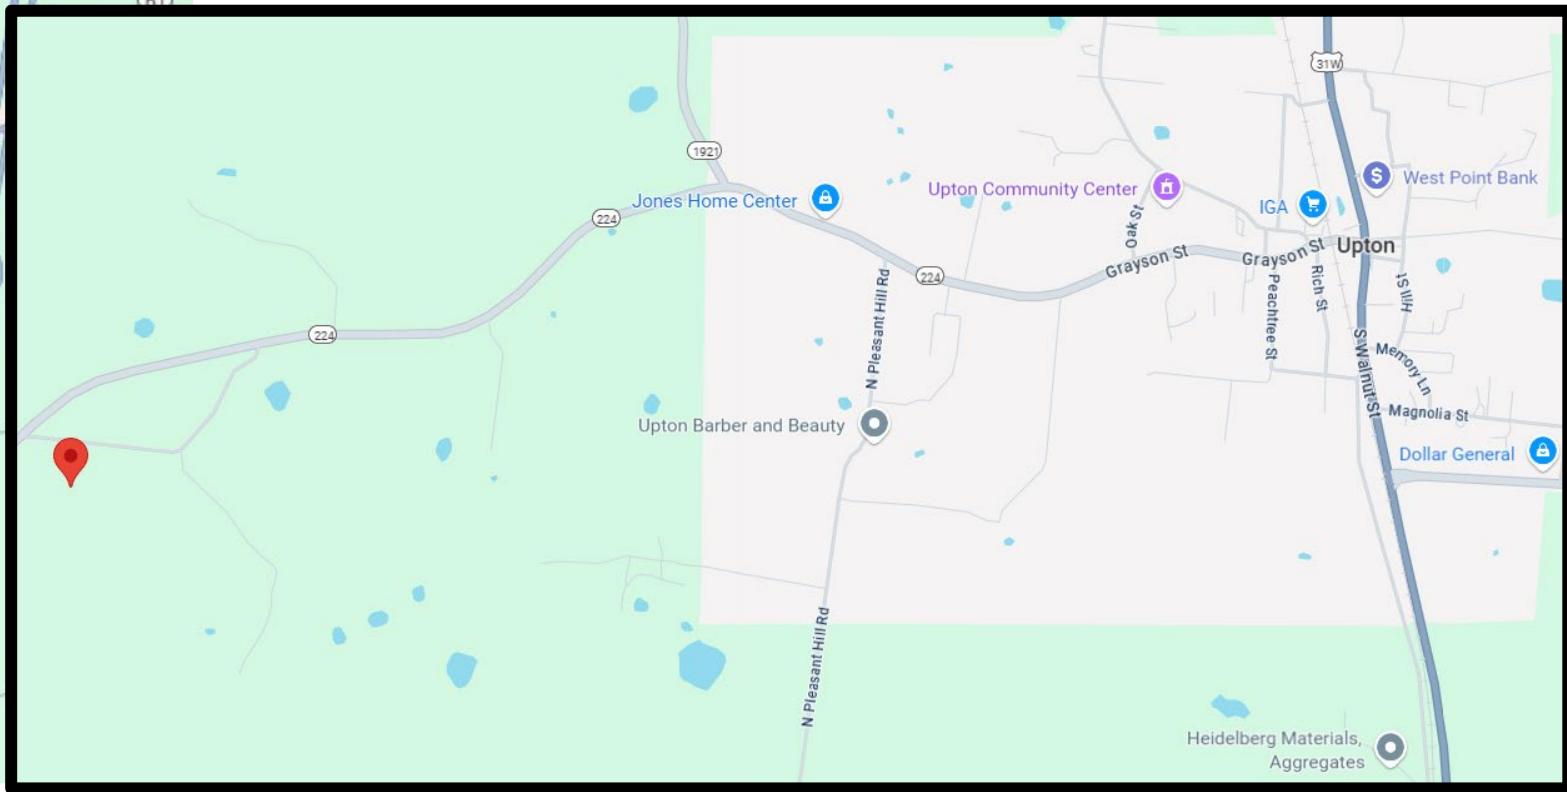 31W
1921
West Point Bank
Upton Community Center
Jones Home Center
IGA
224
Oak St
Upton
Grayson St
Grayson St
224
N Pleasant Hill Rd
Peachtree St
Rich St
Hill St
224
S Walnut St
Memory Ln
Magnolia St
Upton Barber and Beauty
Dollar General
N Pleasant Hill Rd
Heidelberg Materials,
Aggregates